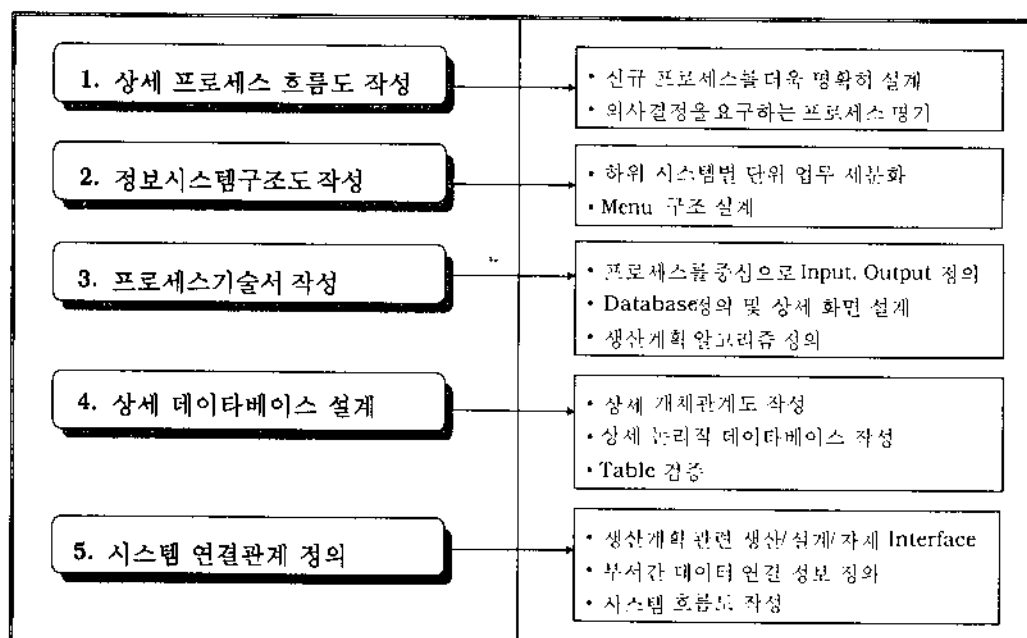 1. 상세 프로세스 흐름도 작성
• 신규 프로세스를 더욱 명확히 설계
• 의사결정을 요구하는 프로세스 명기
2. 정보시스템구조도 작성
• 하위 시스템별 단위 업무 세분화
• Menu 구조 설계
3. 프로세스기술서 작성
• 프로세스를 중심으로 Input, Output 정의
• Database정의 및 상세 화면 설계
• 생산계획 알고리즘 정의
4. 상세 데이타베이스 설계
• 상세 개체관계도 작성
• 상세 논리적 데이타베이스 작성
• Table 검증
5. 시스템 연결관계 정의
• 생산계획 관련 생산/설계/자재 Interface
• 부서간 데이터 연결 정보 정의
• 시스템 흐름도 작성